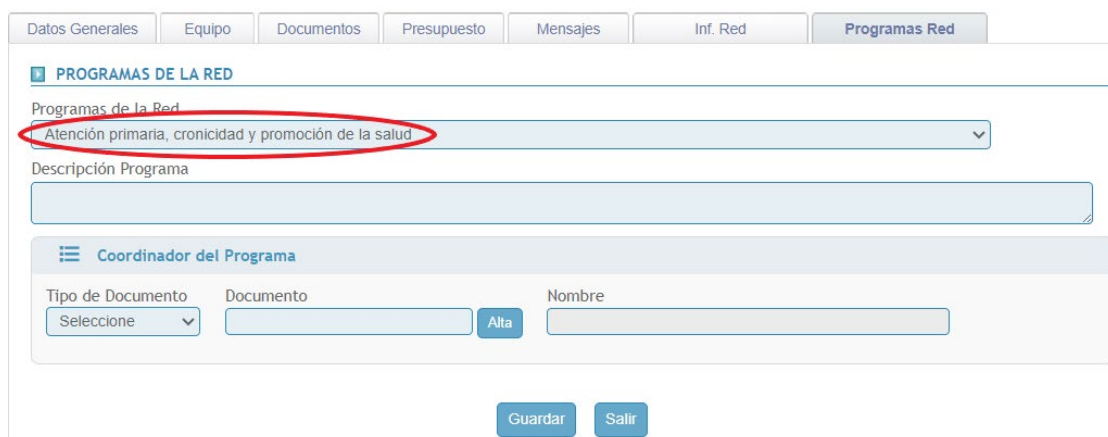 Datos Generales Equipo Documentos Presupuesto Mensajes Inf. Red Programas Red
PROGRAMAS DE LA RED
Programas de la Red
Atención primaria, cronicidad y promoción de la salud
Descripción Programa
Coordinador del Programa
Tipo de Documento Documento Nombre
Seleccione Alta
Guardar Salir